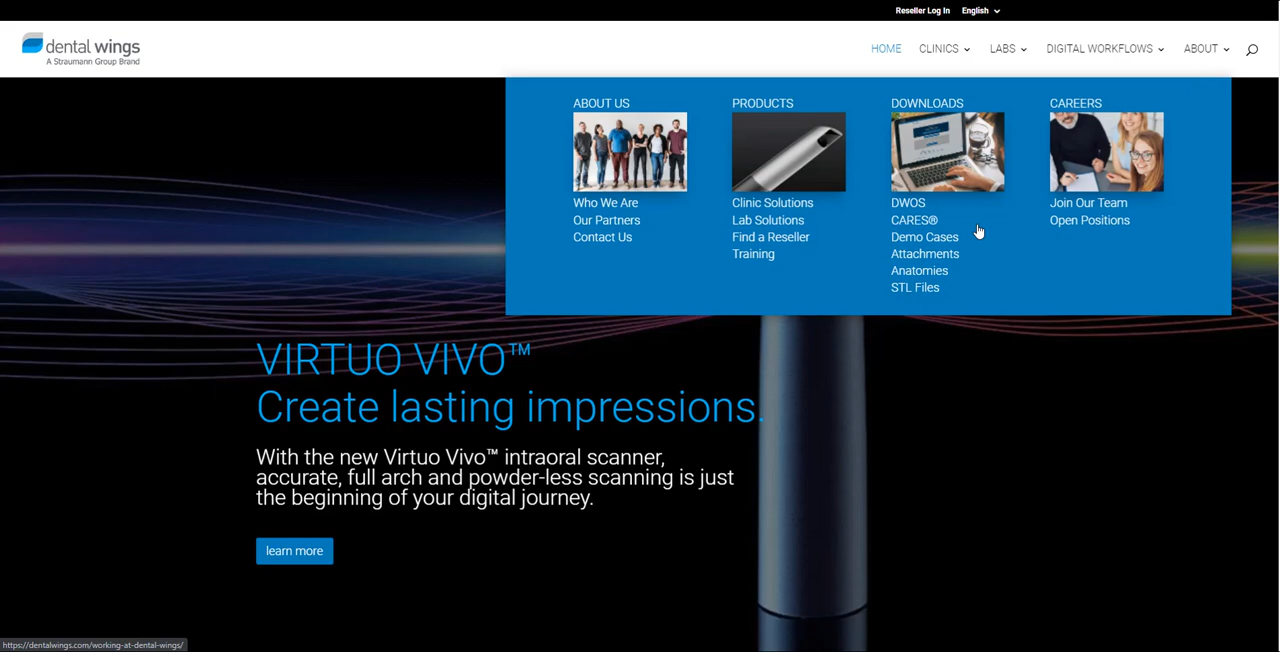 Reseller Log In English
dental wings
A Straumann Group Brand
HOME CLINICS LABS DIGITAL WORKFLOWS ABOUT
ABOUT US
Who We Are
Our Partners
Contact Us
PRODUCTS
Clinic Solutions
Lab Solutions
Find a Reseller
Training
DOWNLOADS
DWOS
CARES®
Demo Cases
Attachments
Anatomies
STL Files
CAREERS
Join Our Team
Open Positions
VIRTUO VIVO™
Create lasting impressions.
With the new Virtuo Vivo™ intraoral scanner,
accurate, full arch and powder-less scanning is just
the beginning of your digital journey.
learn more
https://dentalwings.com/working-at-dental-wings/